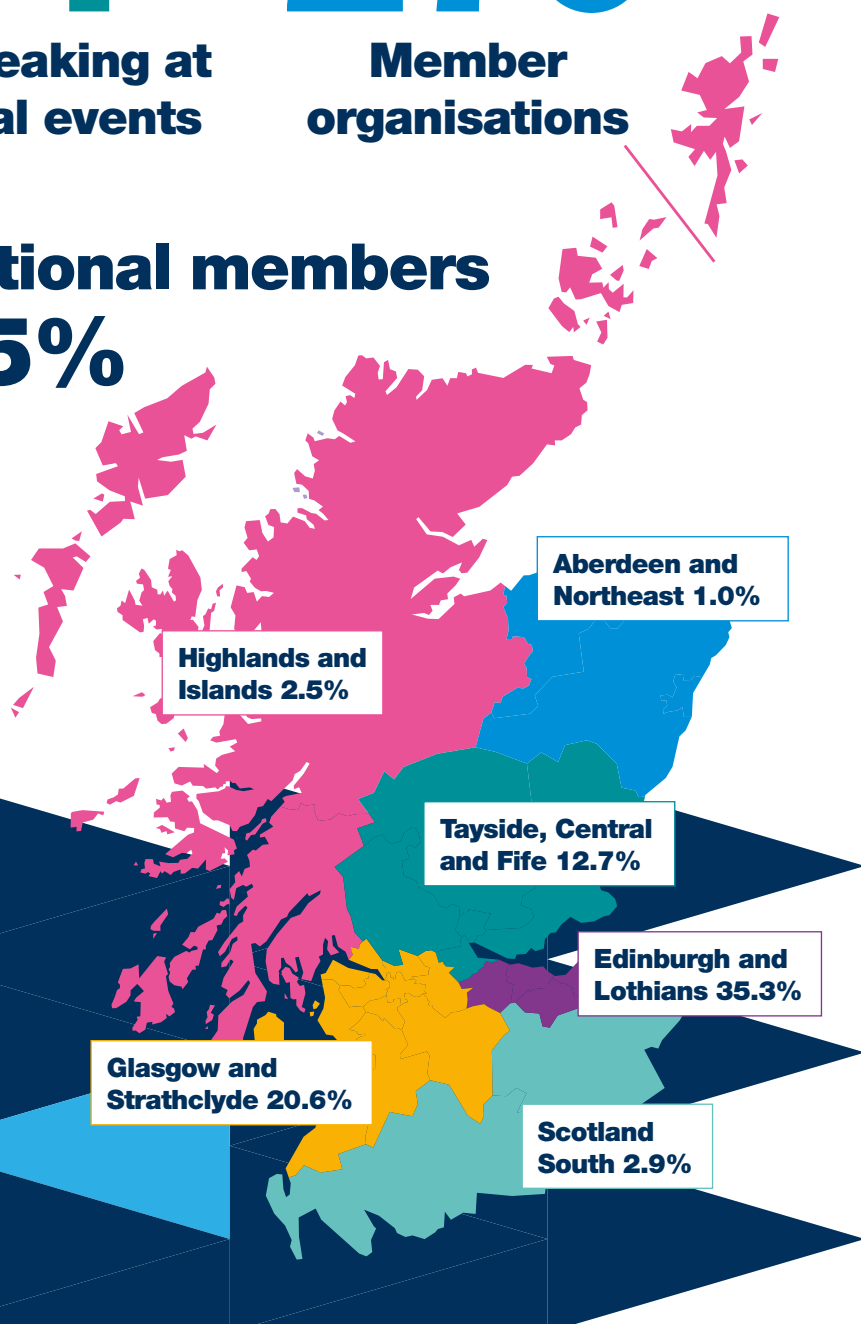 eaking at
al events
Member
organisations
tional members
5%
Aberdeen and
Northeast 1.0%
Highlands and
Islands 2.5%
Tayside, Central
and Fife 12.7%
Edinburgh and
Lothians 35.3%
Glasgow and
Strathclyde 20.6%
Scotland
South 2.9%